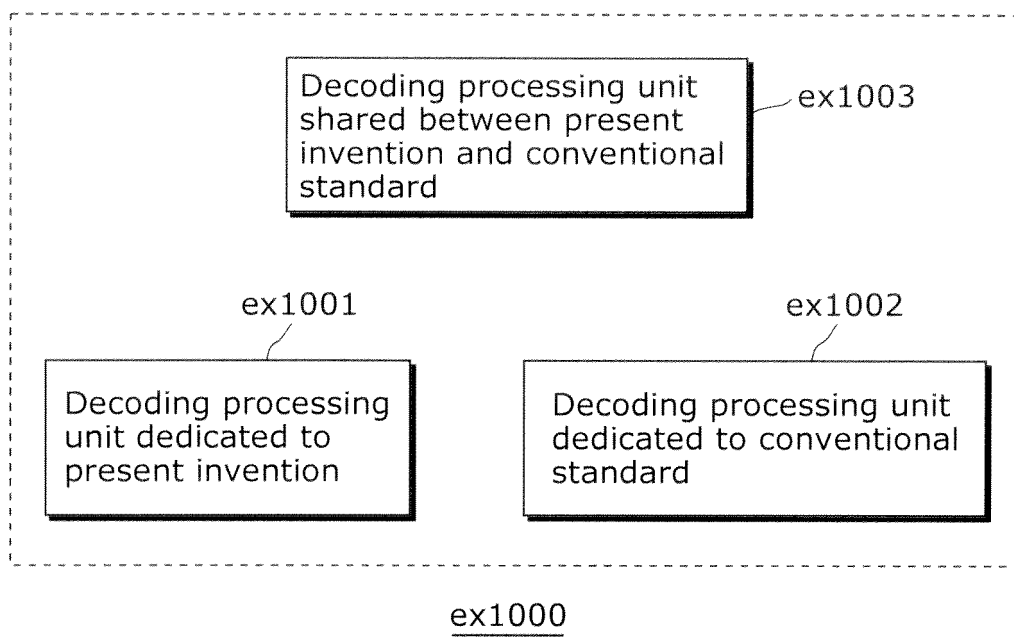 Decoding processing unit
shared between present
invention and conventional
standard
ex1003
ex1001
ex1002
Decoding processing
unit dedicated to
present invention
Decoding processing unit
dedicated to conventional
standard
ex1000